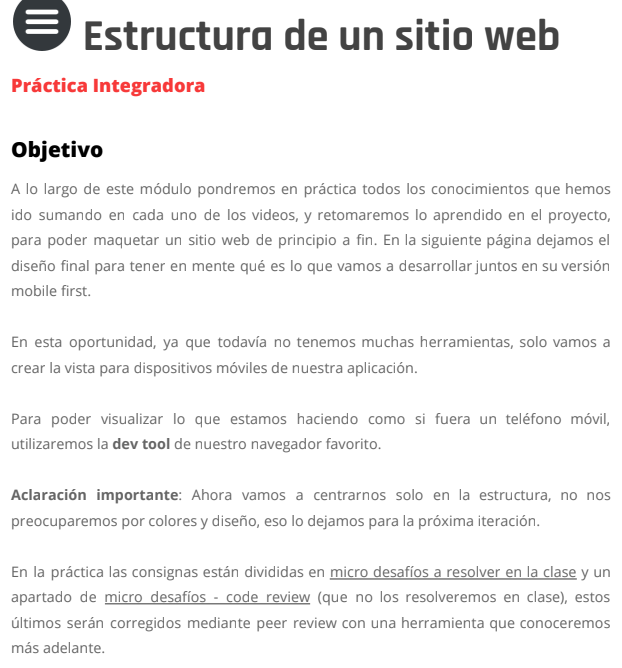 Estructura de un sitio web
Práctica Integradora
Objetivo
A lo largo de este módulo pondremos en práctica todos los conocimientos que hemos
ido sumando en cada uno de los videos, y retomaremos lo aprendido en el proyecto,
para poder maquetar un sitio web de principio a fin. En la siguiente página dejamos el
diseño final para tener en mente qué es lo que vamos a desarrollar juntos en su versión
mobile first.
En esta oportunidad, ya que todavía no tenemos muchas herramientas, solo vamos a
crear la vista para dispositivos móviles de nuestra aplicación.
Para poder visualizar lo que estamos haciendo como si fuera un teléfono móvil,
utilizaremos la dev tool de nuestro navegador favorito.
Aclaración importante: Ahora vamos a centrarnos solo en la estructura, no nos
preocuparemos por colores y diseño, eso lo dejamos para la próxima iteración.
En la práctica las consignas están divididas en micro desafíos a resolver en la clase y un
apartado de micro desafíos - code review (que no los resolveremos en clase), estos
últimos serán corregidos mediante peer review con una herramienta que conoceremos
más adelante.